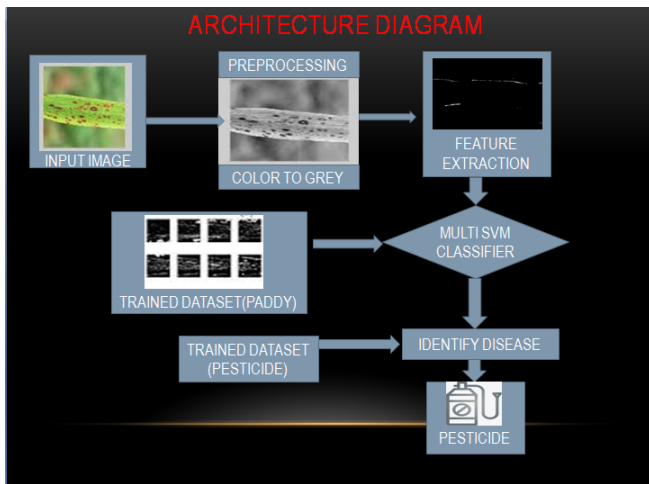 ARCHITECTURE DIAGRAM
INPUT IMAGE
PREPROCESSING
COLOR TO GREY
FEATURE
EXTRACTION
MULTI SVM
CLASSIFIER
TRAINED DATASET(PADDY)
TRAINED DATASET
(PESTICIDE)
IDENTIFY DISEASE
PESTICIDE